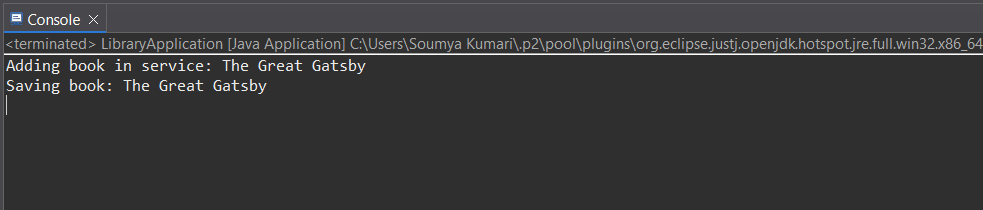 Console
<terminated> LibraryApplication [Java Application] C:\Users\Soumya Kumari\.p2\pool\plugins\org.eclipse.justj.openjdk.hotspot.jre.full.win32.x86_64
Adding book in service: The Great Gatsby
Saving book: The Great Gatsby